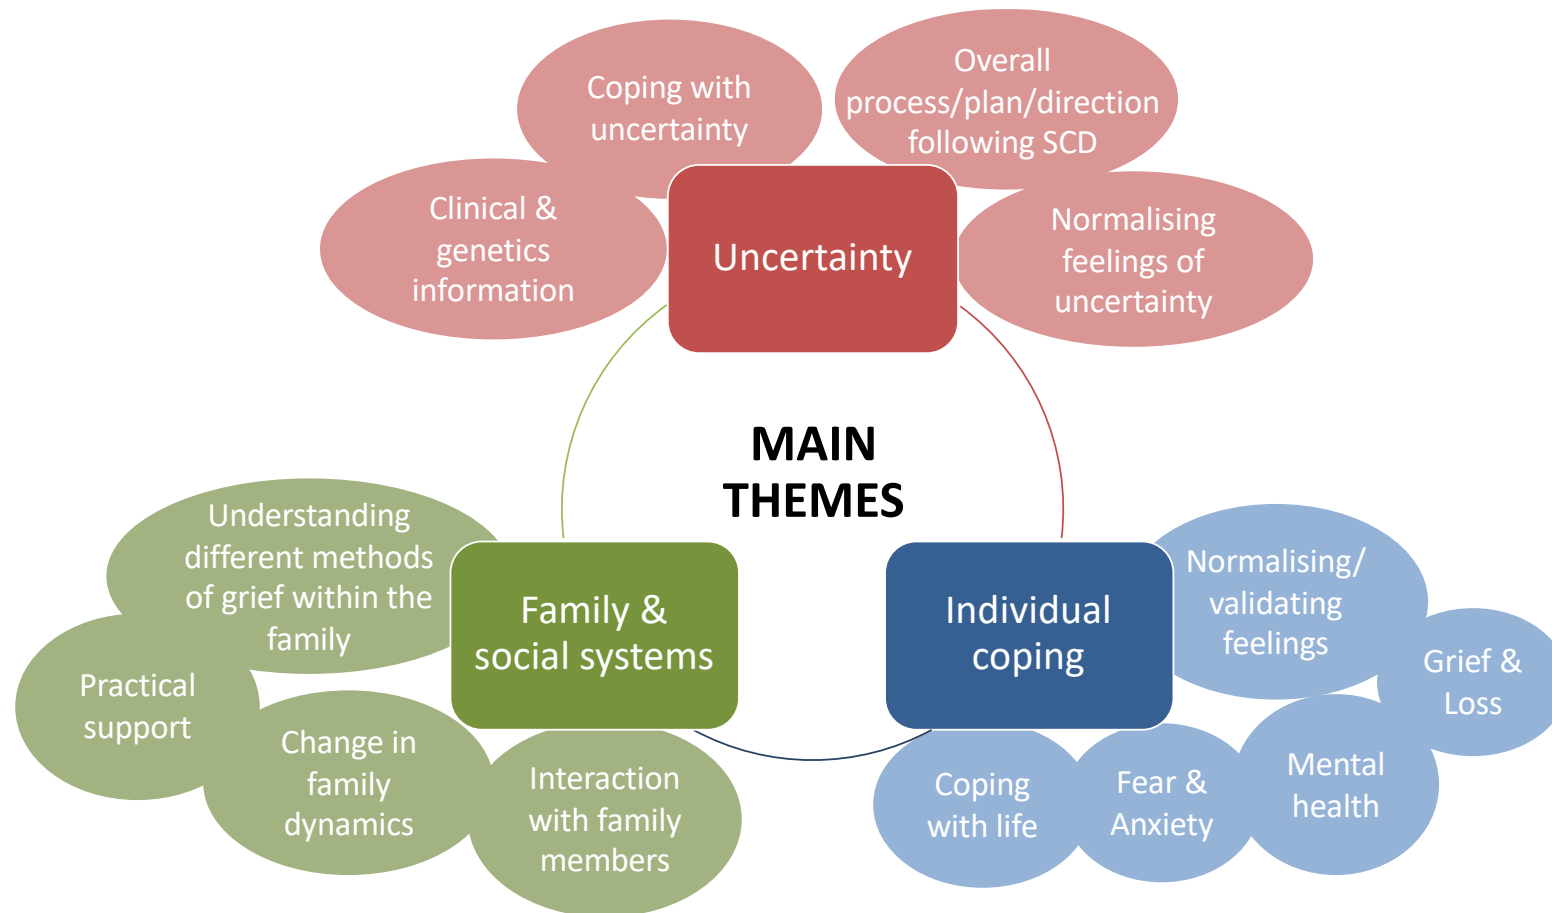 Coping with
uncertainty
Overall
process/plan/direction
following SCD
Clinical &
genetics
information
Uncertainty
Normalising
feelings of
uncertainty
MAIN
THEMES
Understanding
different methods
of grief within the
family
Practical
support
Change in
family
dynamics
Interaction
with family
members
Family &
social systems
Individual
coping
Normalising/
validating
feelings
Grief &
Loss
Mental
health
Fear &
Anxiety
Coping
with life